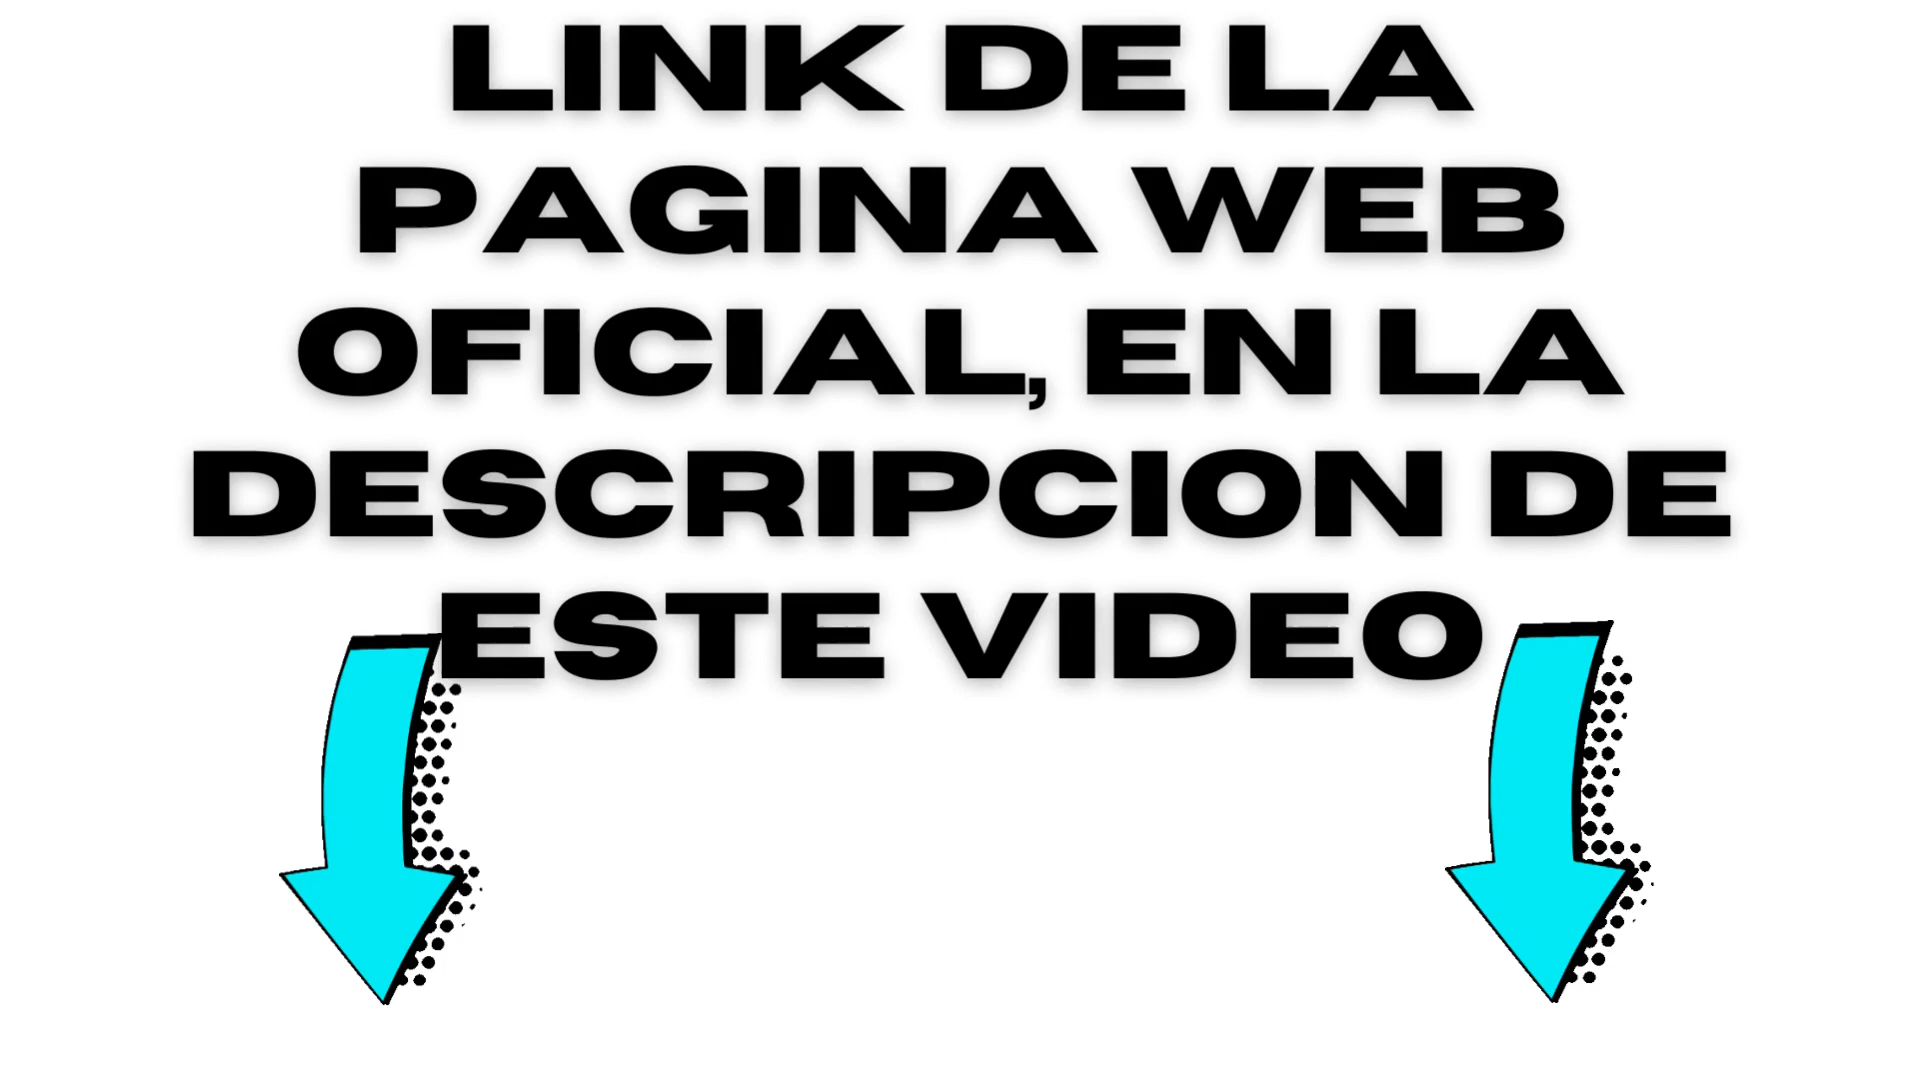 LINK DE LA
PAGINA WEB
OFICIAL, EN LA
DESCRIPCION DE
ESTE VIDEO